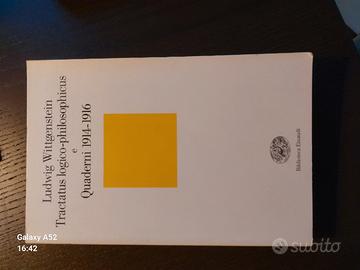 Ludwig Wittgenstein
Tractatus logico-philosophicus
e
Quaderni 1914-1916
Biblioteca Einaudi
Galaxy A52
16:42
subito